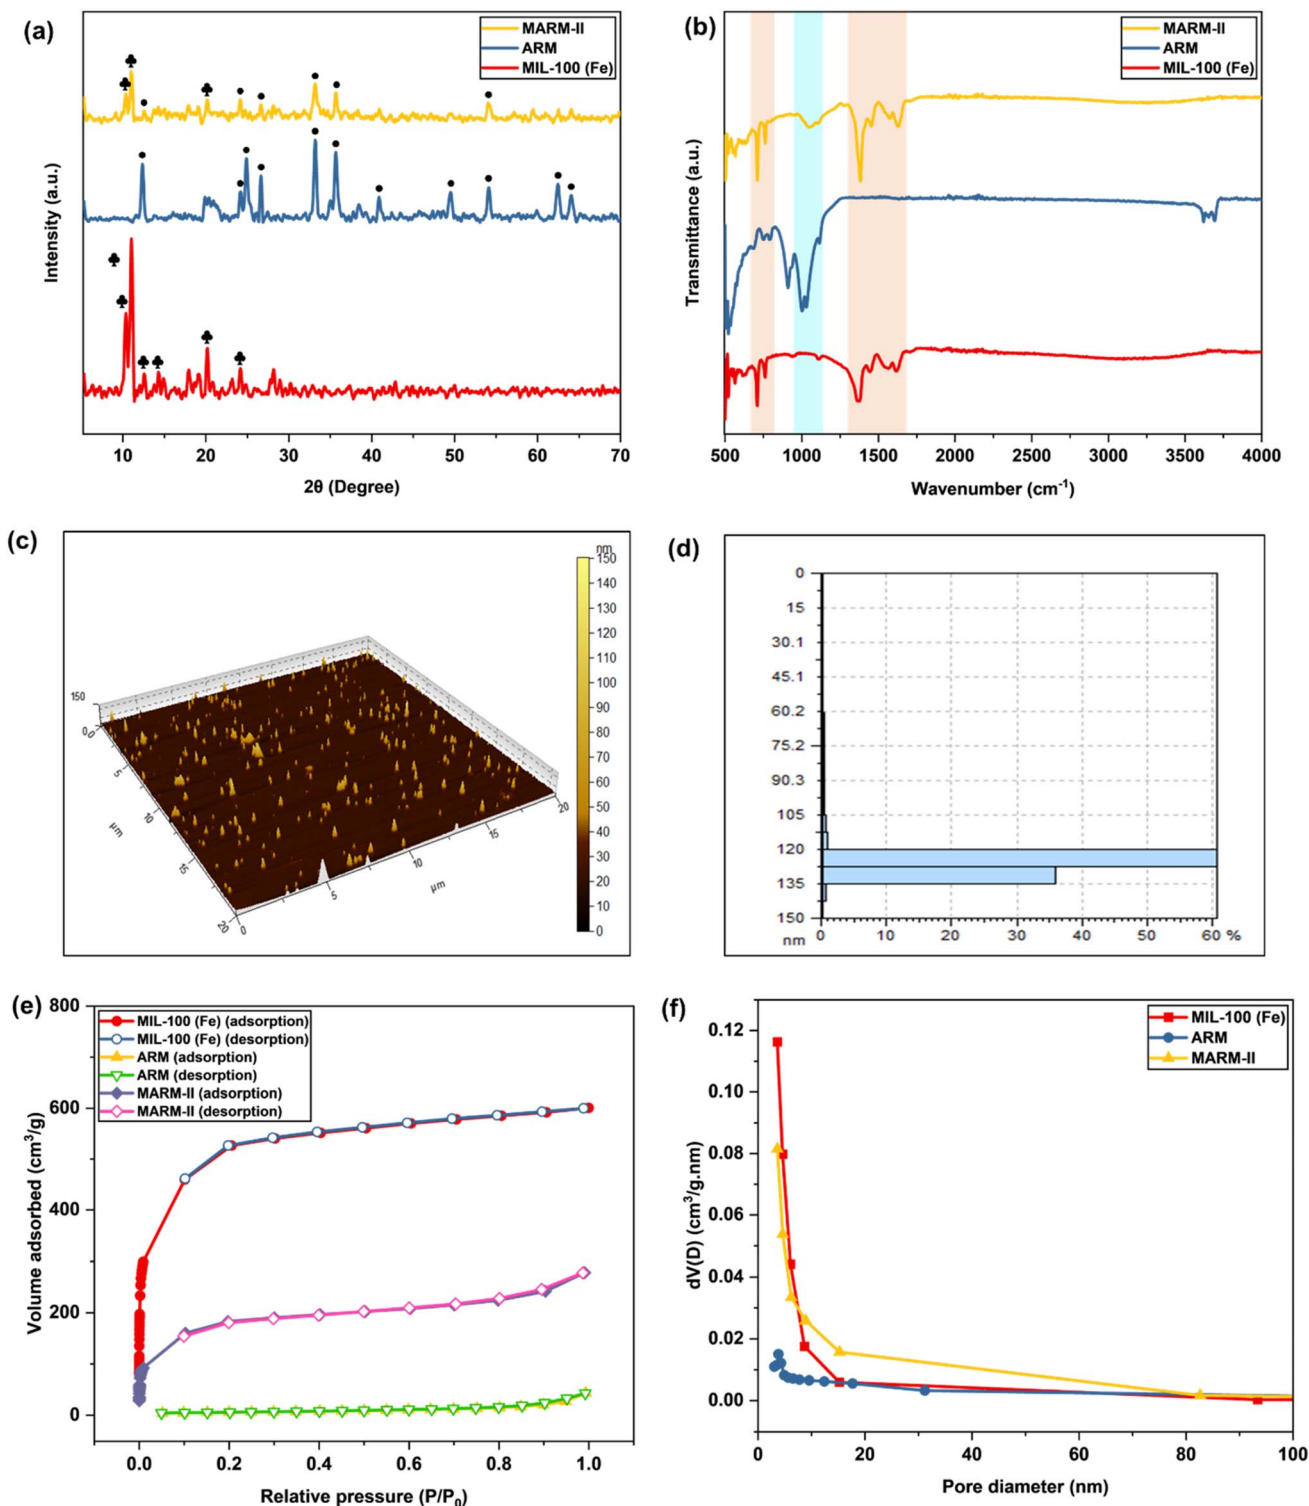 (a)
MARM-II
ARM
MIL-100 (Fe)
Intensity (a.u.)
10 20 30 40 50 60 70
2θ (Degree)
(b)
MARM-II
ARM
MIL-100 (Fe)
Transmittance (a.u.)
500 1000 1500 2000 2500 3000 3500 4000
Wavenumber (cm⁻¹)
(c)
nm
150
140
130
120
110
100
90
80
70
60
50
40
30
20
10
0
150
0
0.0
5
10
15
20
µm
0
5
10
15
20
µm
(d)
0
15
30.1
45.1
60.2
75.2
90.3
105
120
135
150
nm
0 10 20 30 40 50 60 %
(e)
MIL-100 (Fe) (adsorption)
MIL-100 (Fe) (desorption)
ARM (adsorption)
ARM (desorption)
MARM-II (adsorption)
MARM-II (desorption)
Volume adsorbed (cm³/g)
800
600
400
200
0
0.0 0.2 0.4 0.6 0.8 1.0
Relative pressure (P/P₀)
(f)
MIL-100 (Fe)
ARM
MARM-II
dV(D) (cm³/g.nm)
0.12
0.10
0.08
0.06
0.04
0.02
0.00
0 20 40 60 80 100
Pore diameter (nm)